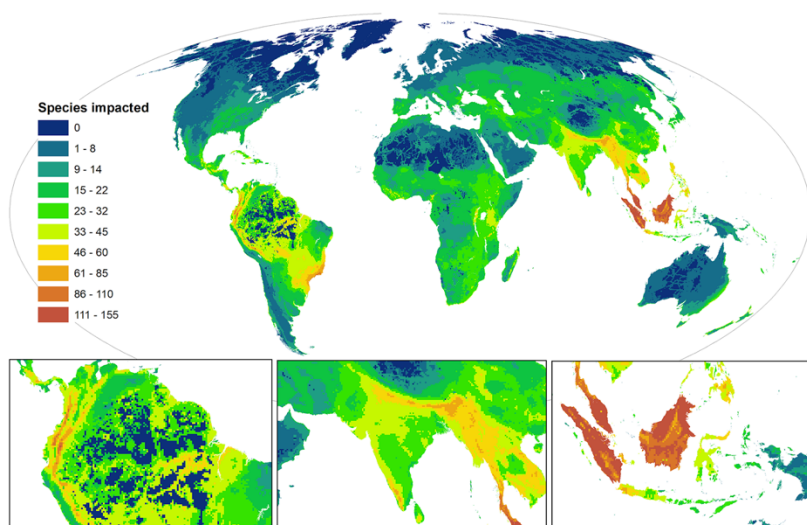 Species impacted
0
1 - 8
9 - 14
15 - 22
23 - 32
33 - 45
46 - 60
61 - 85
86 - 110
111 - 155